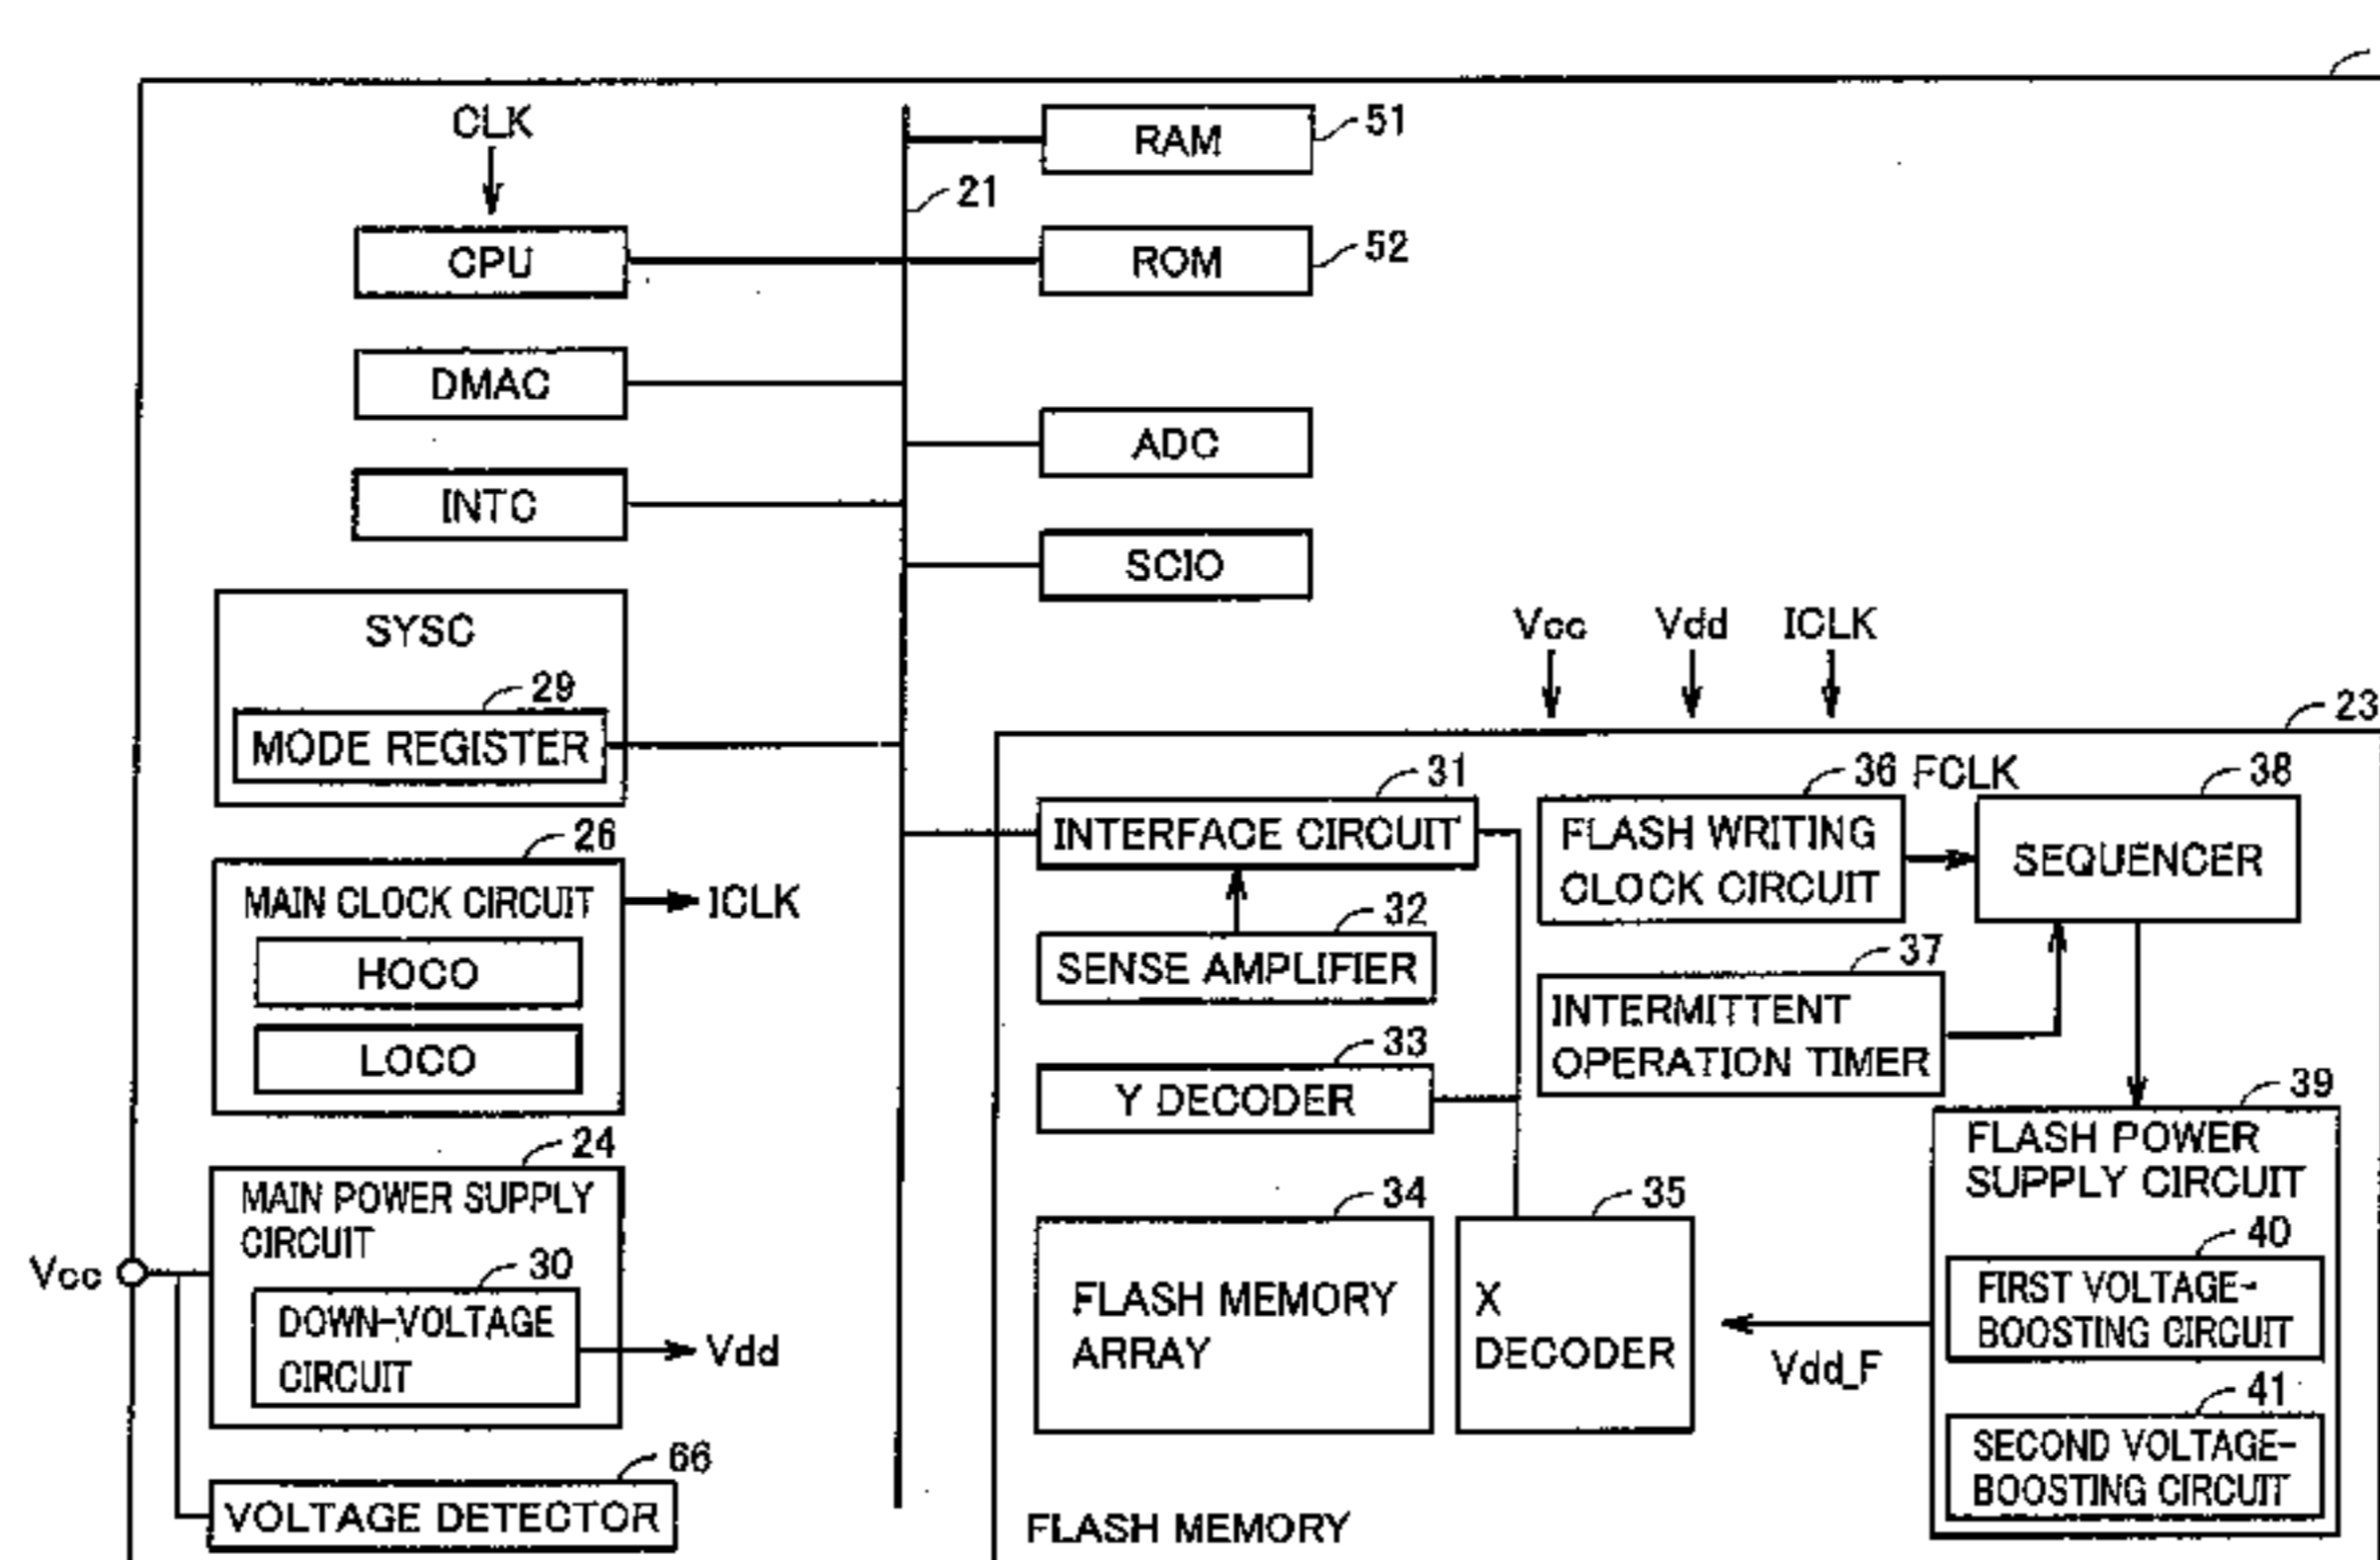 CLK
RAM
51
21
CPU
ROM
52
DMAC
ADC
INTC
SCIO
SYSC
29
MODE REGISTER
Vcc
Vdd
ICLK
23
26
MAIN CLOCK CIRCUIT
ICLK
HOCO
LOCO
31
INTERFACE CIRCUIT
36
FLASH WRITING
CLOCK CIRCUIT
FCLK
38
SEQUENCER
32
SENSE AMPLIFIER
37
INTERMITTENT
OPERATION TIMER
33
Y DECODER
24
MAIN POWER SUPPLY
CIRCUIT
Vcc
30
DOWN-VOLTAGE
CIRCUIT
Vdd
34
FLASH MEMORY
ARRAY
35
X
DECODER
Vdd_F
39
FLASH POWER
SUPPLY CIRCUIT
40
FIRST VOLTAGE-
BOOSTING CIRCUIT
41
SECOND VOLTAGE-
BOOSTING CIRCUIT
66
VOLTAGE DETECTOR
FLASH MEMORY